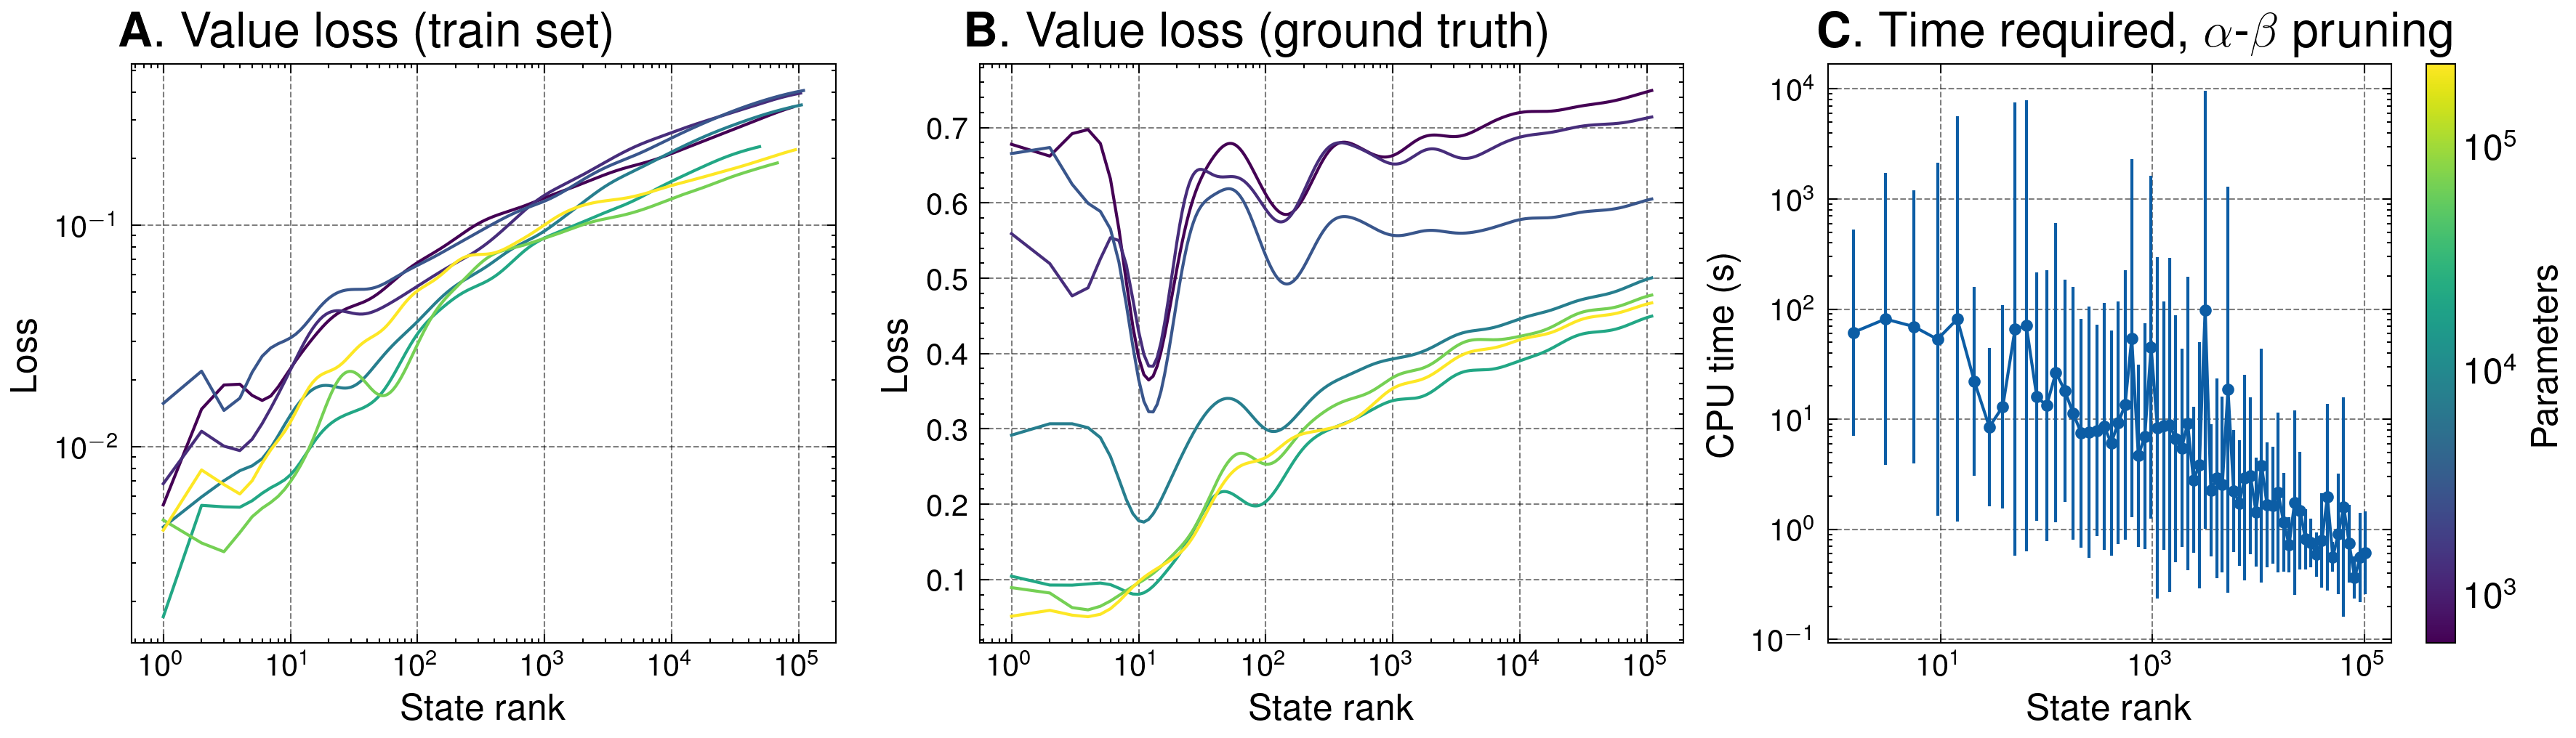 A. Value loss (train set)
Loss
10⁻¹
10⁻²
10⁰ 10¹ 10² 10³ 10⁴ 10⁵
State rank
B. Value loss (ground truth)
Loss
0.7
0.6
0.5
0.4
0.3
0.2
0.1
10⁰ 10¹ 10² 10³ 10⁴ 10⁵
State rank
C. Time required, α-β pruning
CPU time (s)
10⁴
10³
10²
10¹
10⁰
10⁻¹
10¹ 10³ 10⁵
State rank
10⁵
10⁴
10³
Parameters